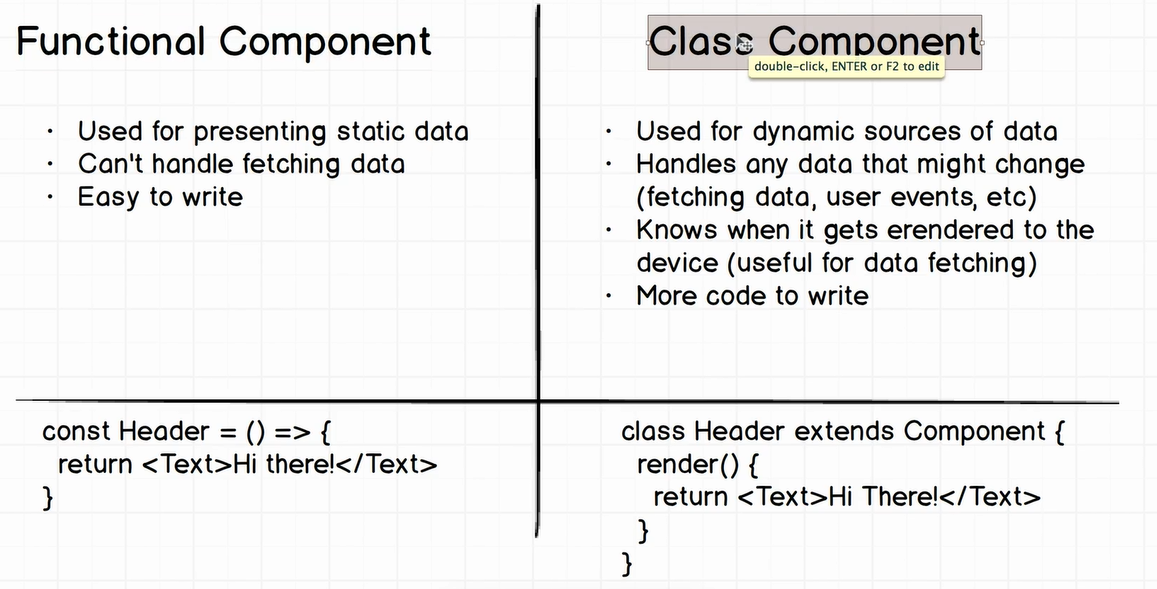 Functional Component
· Used for presenting static data
· Can't handle fetching data
· Easy to write
Class Component
double-click, ENTER or F2 to edit
· Used for dynamic sources of data
· Handles any data that might change
(fetching data, user events, etc)
· Knows when it gets erendered to the
device (useful for data fetching)
· More code to write
const Header = () => {
return <Text>Hi there!</Text>
}
class Header extends Component {
render() {
return <Text>Hi There!</Text>
}
}